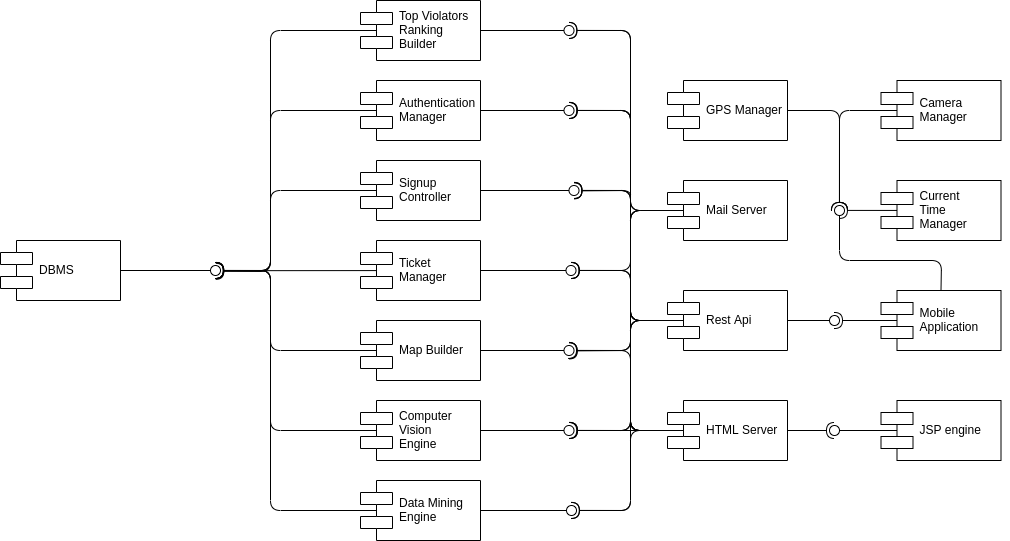 Top Violators
Ranking
Builder
Authentication
Manager
GPS Manager
Camera
Manager
Signup
Controller
Mail Server
Current
Time
Manager
DBMS
Ticket
Manager
Rest Api
Mobile
Application
Map Builder
Computer
Vision
Engine
HTML Server
JSP engine
Data Mining
Engine